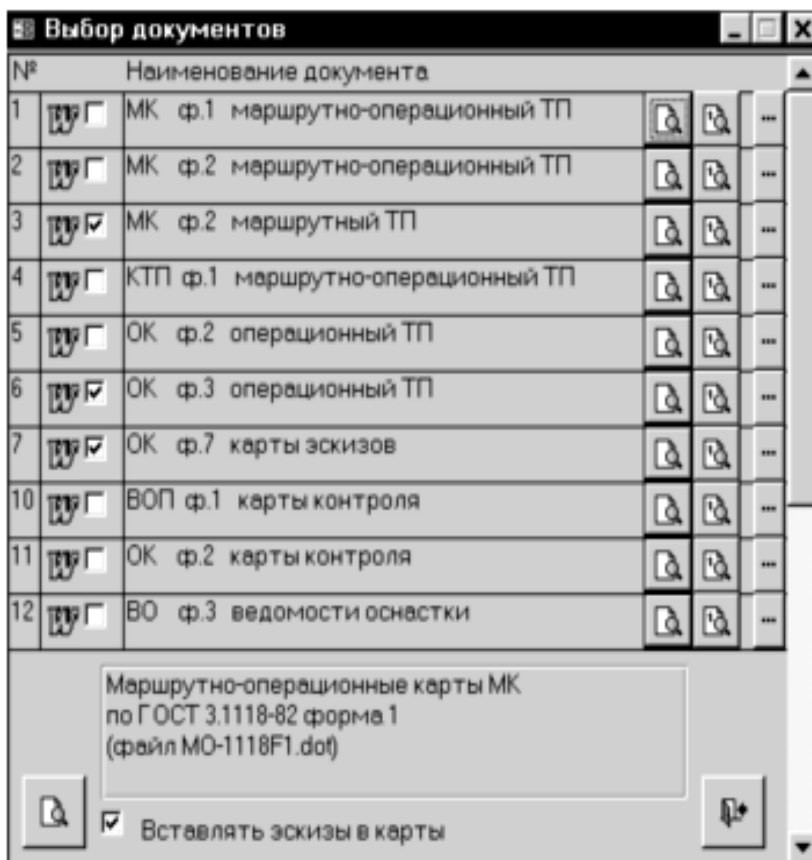 Выбор документов
№ Наименование документа
1 МК ф.1 маршрутно-операционный ТП ...
2 МК ф.2 маршрутно-операционный ТП ...
3 МК ф.2 маршрутный ТП ...
4 КТП ф.1 маршрутно-операционный ТП ...
5 ОК ф.2 операционный ТП ...
6 ОК ф.3 операционный ТП ...
7 ОК ф.7 карты эскизов ...
10 ВОП ф.1 карты контроля ...
11 ОК ф.2 карты контроля ...
12 ВО ф.3 ведомости оснастки ...
Маршрутно-операционные карты МК
по ГОСТ 3.1118-82 форма 1
(файл MO-1118F1.dot)
Вставлять эскизы в карты